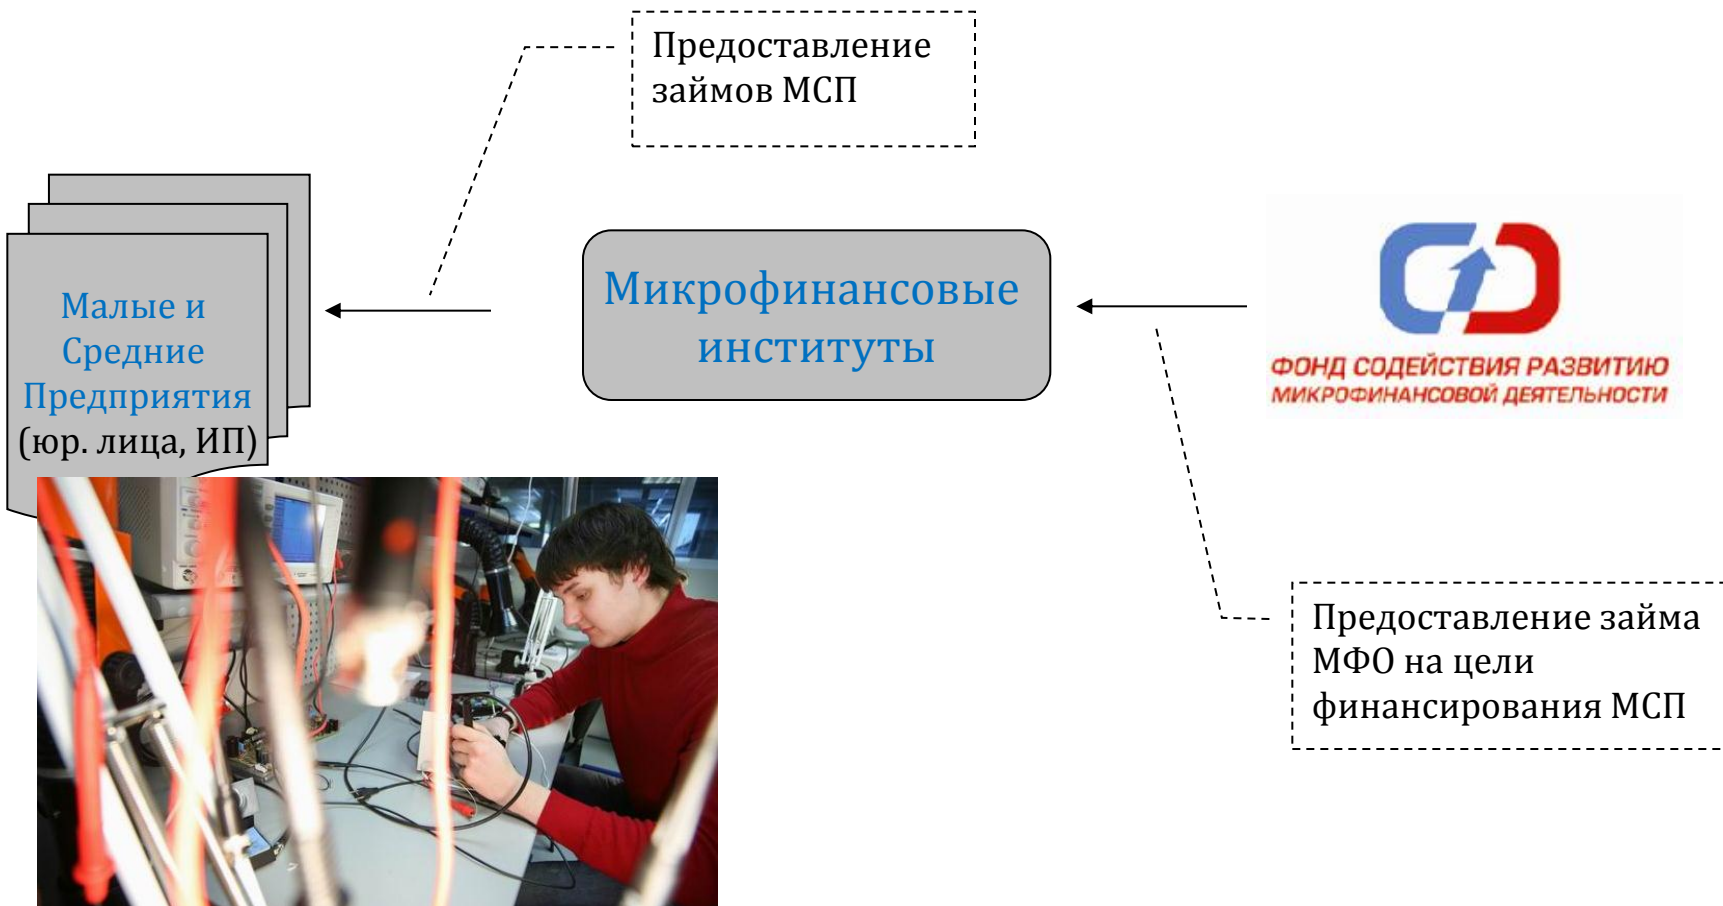 Предоставление
займов МСП
Малые и
Средние
Предприятия
(юр. лица, ИП)
Микрофинансовые
институты
ФОНД СОДЕЙСТВИЯ РАЗВИТИЮ
МИКРОФИНАНСОВОЙ ДЕЯТЕЛЬНОСТИ
Предоставление займа
МФО на цели
финансирования МСП